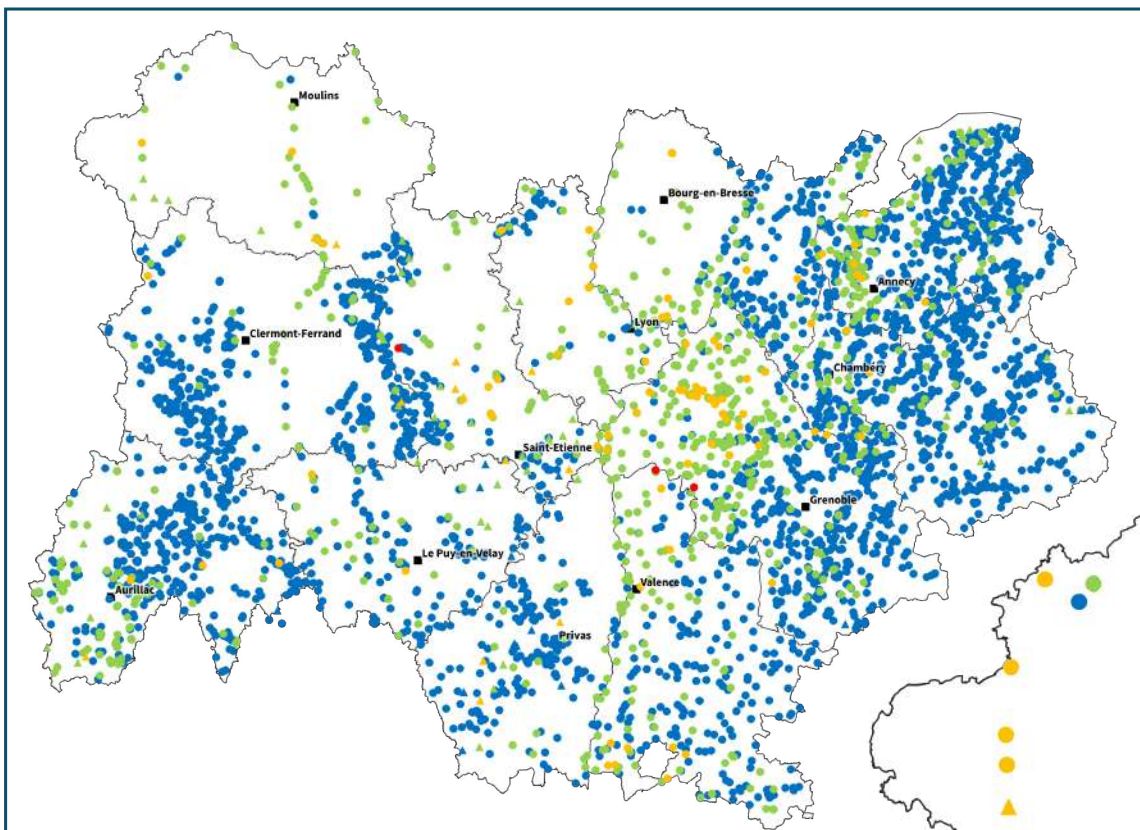 Moulins
Bourg-en-Bresse
Annecy
Lyon
Clermont-Ferrand
Chambéry
Saint-Etienne
Grenoble
Le Puy-en-Velay
Valence
Aurillac
Privas